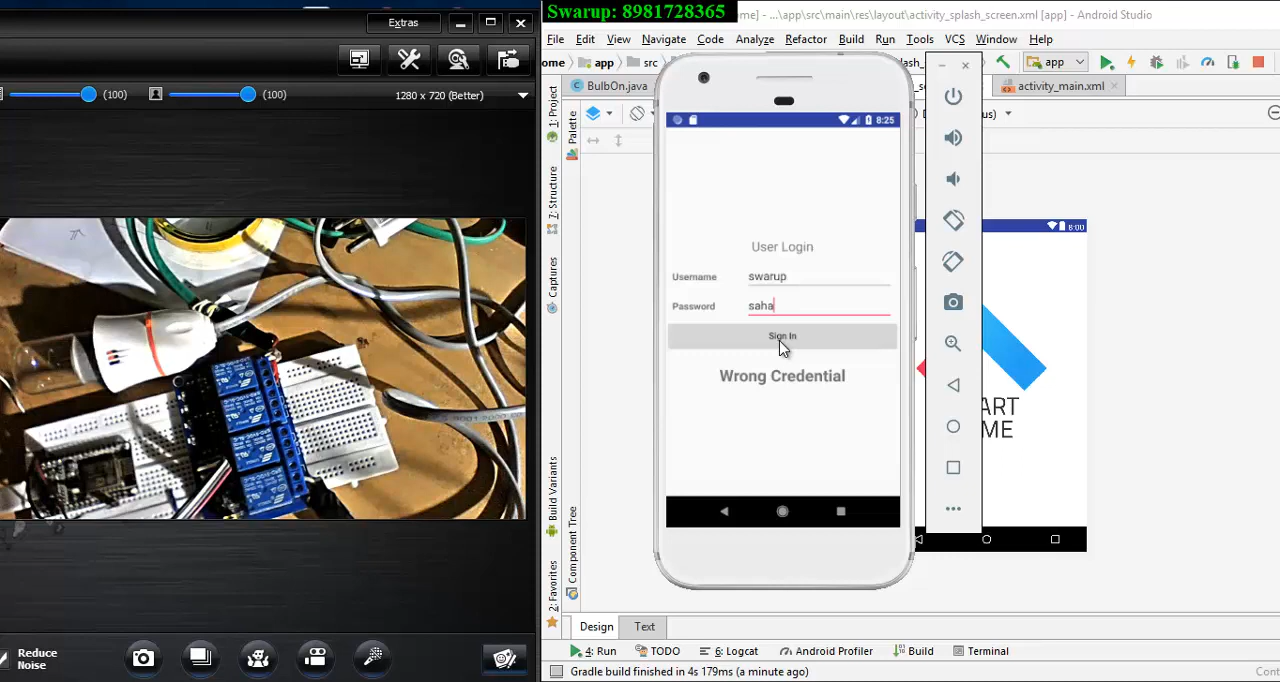 Extras
(100)
(100)
1280 x 720 (Better)
Reduce
Noise
Swarup: 8981728365
ome] - ...\app\src\main\res\layout\activity_splash_screen.xml [app] - Android Studio
File Edit View Navigate Code Analyze Refactor Build Run Tools VCS Window Help
ome app src app
BulbOn.java activity_main.xml
1: Project
Palette
7: Structure
Captures
Build Variants
Component Tree
2: Favorites
8:25
User Login
Username swarup
Password saha
Sign In
Wrong Credential
8:00
ART
ME
Design Text
4: Run TODO 6: Logcat Android Profiler Build Terminal
Gradle build finished in 4s 179ms (a minute ago)